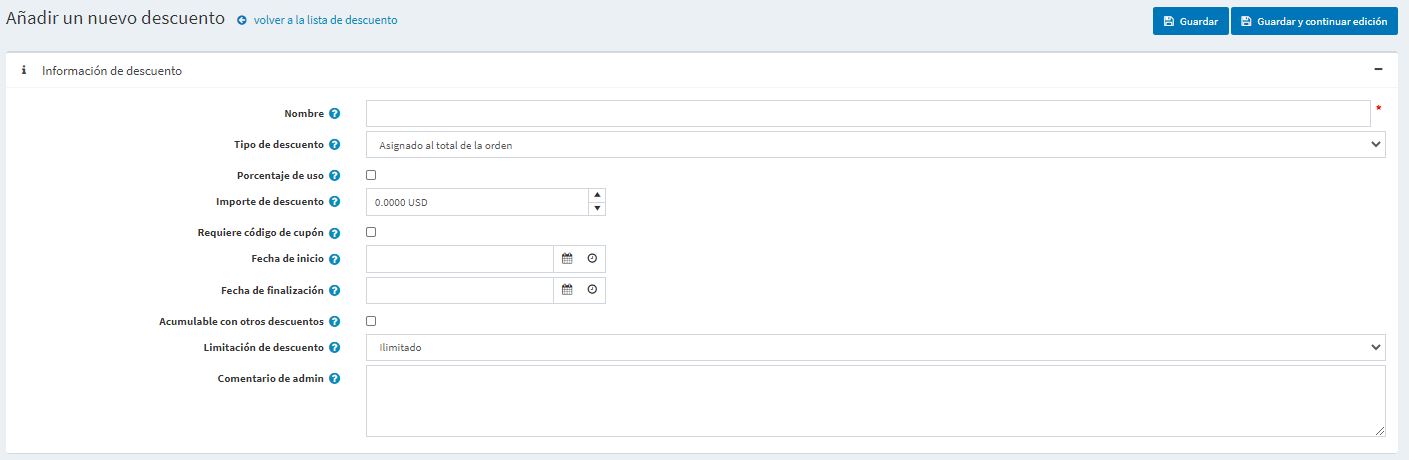 Añadir un nuevo descuento volver a la lista de descuento Guardar Guardar y continuar edición
Información de descuento
Nombre *
Tipo de descuento Asignado al total de la orden
Porcentaje de uso
Importe de descuento 0.0000 USD
Requiere código de cupón
Fecha de inicio
Fecha de finalización
Acumulable con otros descuentos
Limitación de descuento Ilimitado
Comentario de admin